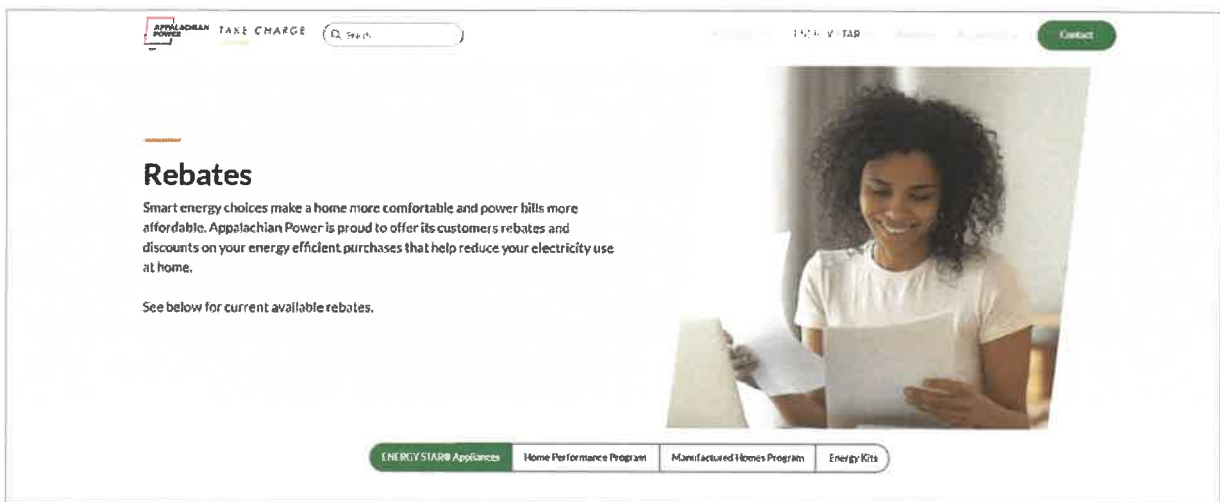 APPALACHIAN
POWER
TAKE CHARGE
Search
Contact
Rebates
Smart energy choices make a home more comfortable and power bills more
affordable. Appalachian Power is proud to offer its customers rebates and
discounts on your energy efficient purchases that help reduce your electricity use
at home.
See below for current available rebates.
ENERGY STAR® Appliances
Home Performance Program
Manufactured Homes Program
Energy Kits